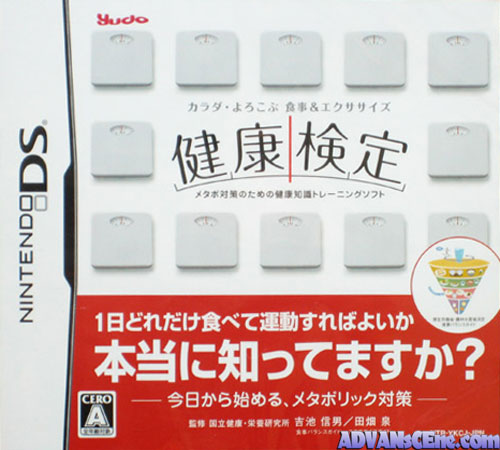 Yudo
カラダ・よろこぶ 食事&エクササイズ
健康検定
メタボ対策のための健康知識トレーニングソフト
NINTENDO DS
1日どれだけ食べて運動すればよいか
本当に知ってますか?
今日から始める、メタボリック対策
CERO
A
全年齢対象
監修 国立健康・栄養研究所 吉池 信男/田畑 泉
ADVANsCEne.com